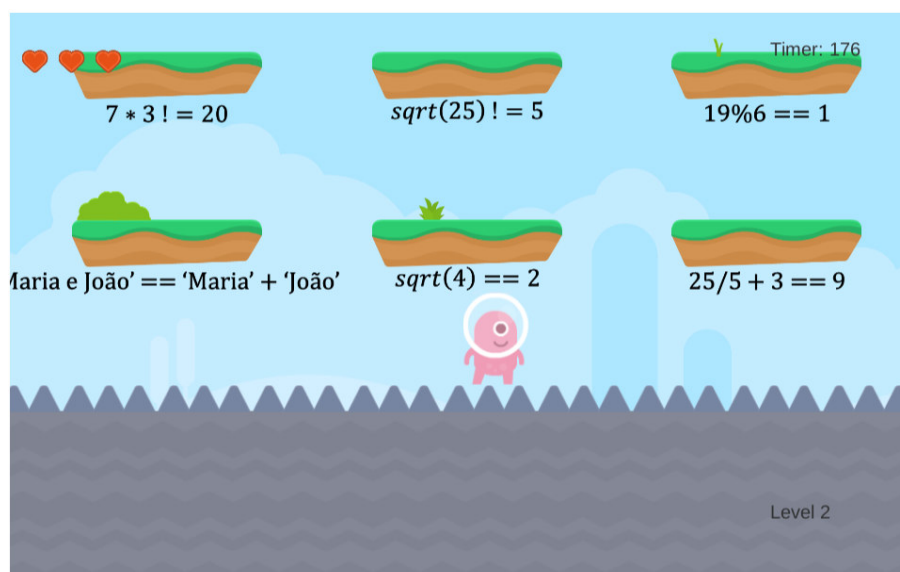 Timer: 176
7 * 3 ! = 20
sqrt(25) ! = 5
19%6 == 1
e João’ == ‘Maria’ + ‘João’
sqrt(4) == 2
25/5 + 3 == 9
Level 2